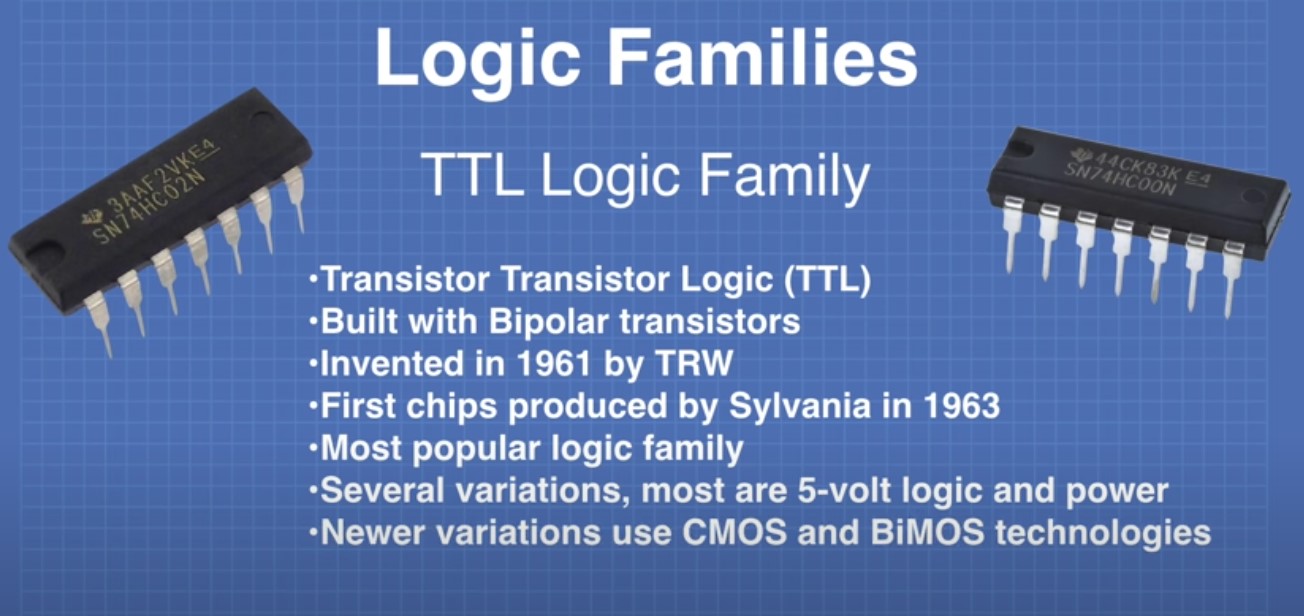 Logic Families
TTL Logic Family
3AAF2VKE4
SN74HC02N
44CK83K E4
SN74HC00N
·Transistor Transistor Logic (TTL)
·Built with Bipolar transistors
·Invented in 1961 by TRW
·First chips produced by Sylvania in 1963
·Most popular logic family
·Several variations, most are 5-volt logic and power
·Newer variations use CMOS and BiMOS technologies